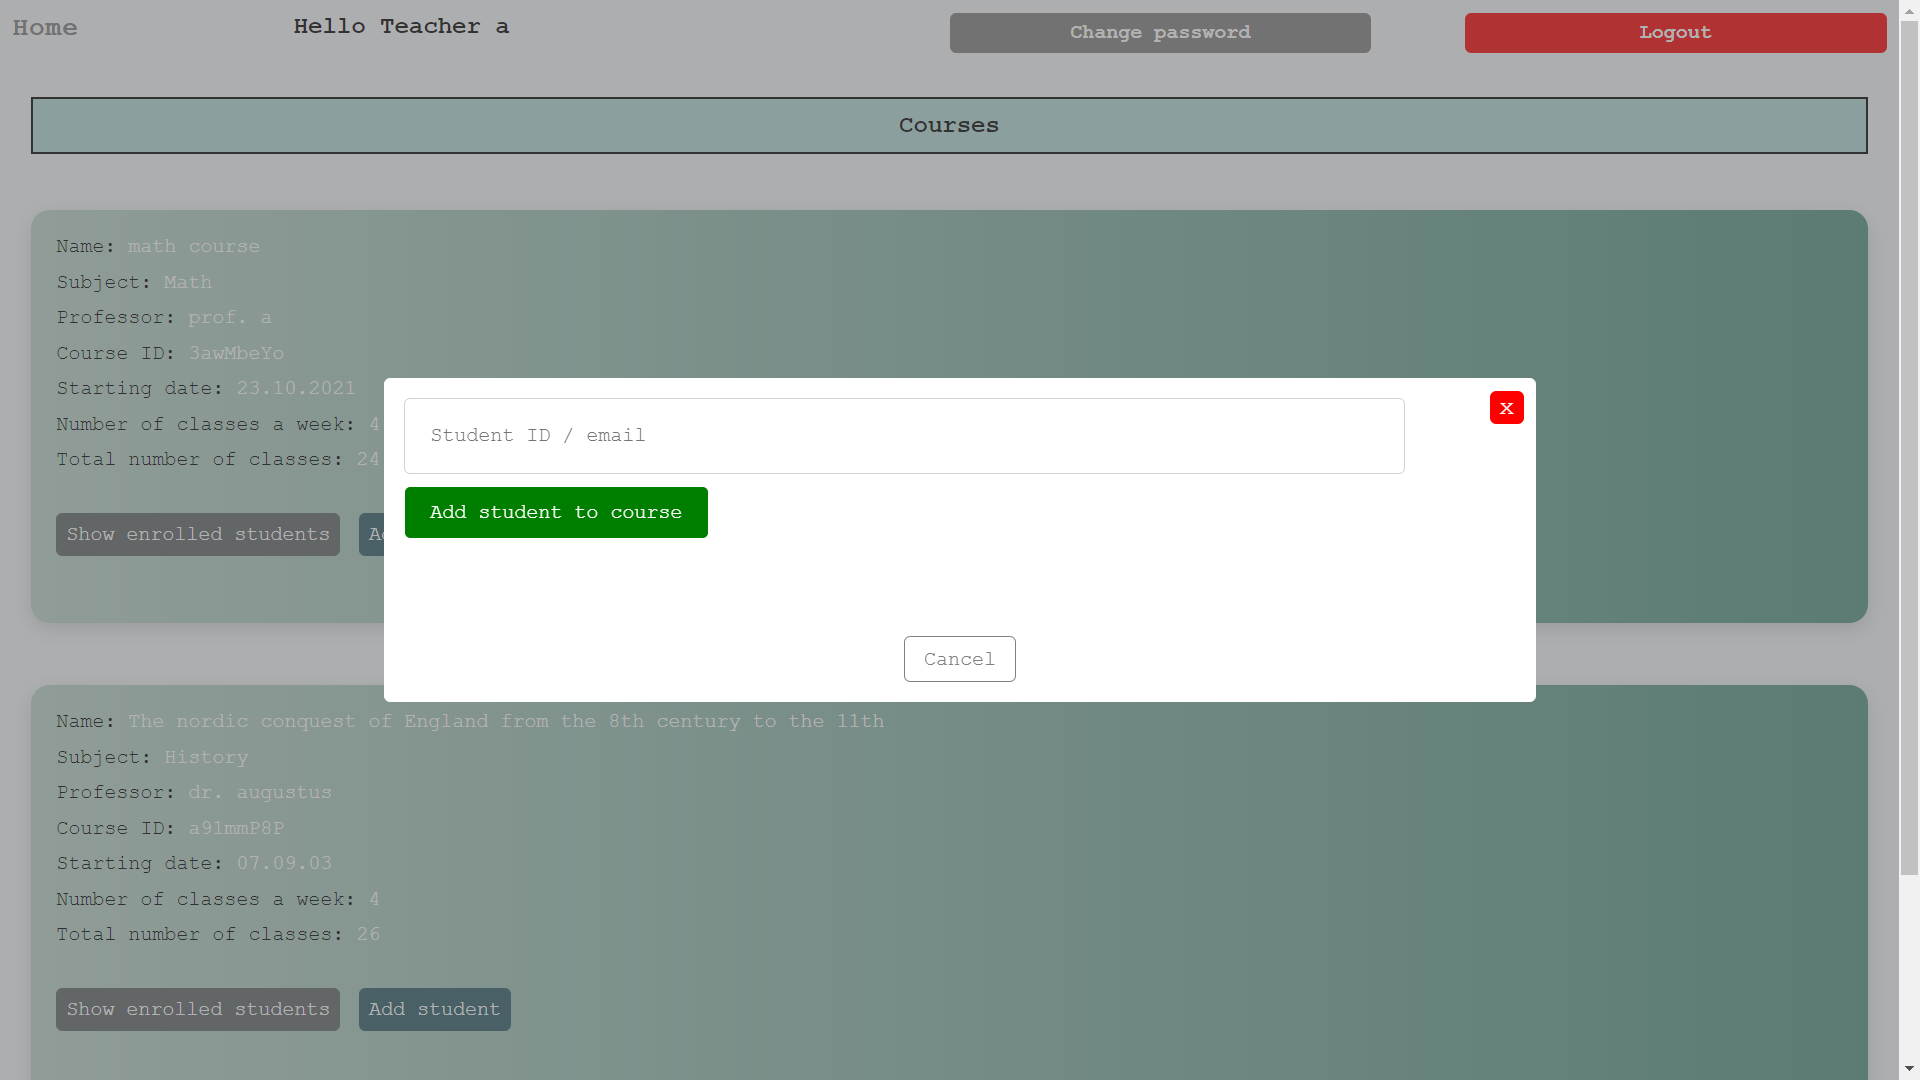 Home
Hello Teacher a
Change password
Logout
Courses
Name: math course
Subject: Math
Professor: prof. a
Course ID: 3awMbeYo
Starting date: 23.10.2021
Number of classes a week: 4
Total number of classes: 24
Show enrolled students
x
Student ID / email
Add student to course
Cancel
Name: The nordic conquest of England from the 8th century to the 11th
Subject: History
Professor: dr. augustus
Course ID: a91mmP8P
Starting date: 07.09.03
Number of classes a week: 4
Total number of classes: 26
Show enrolled students
Add student